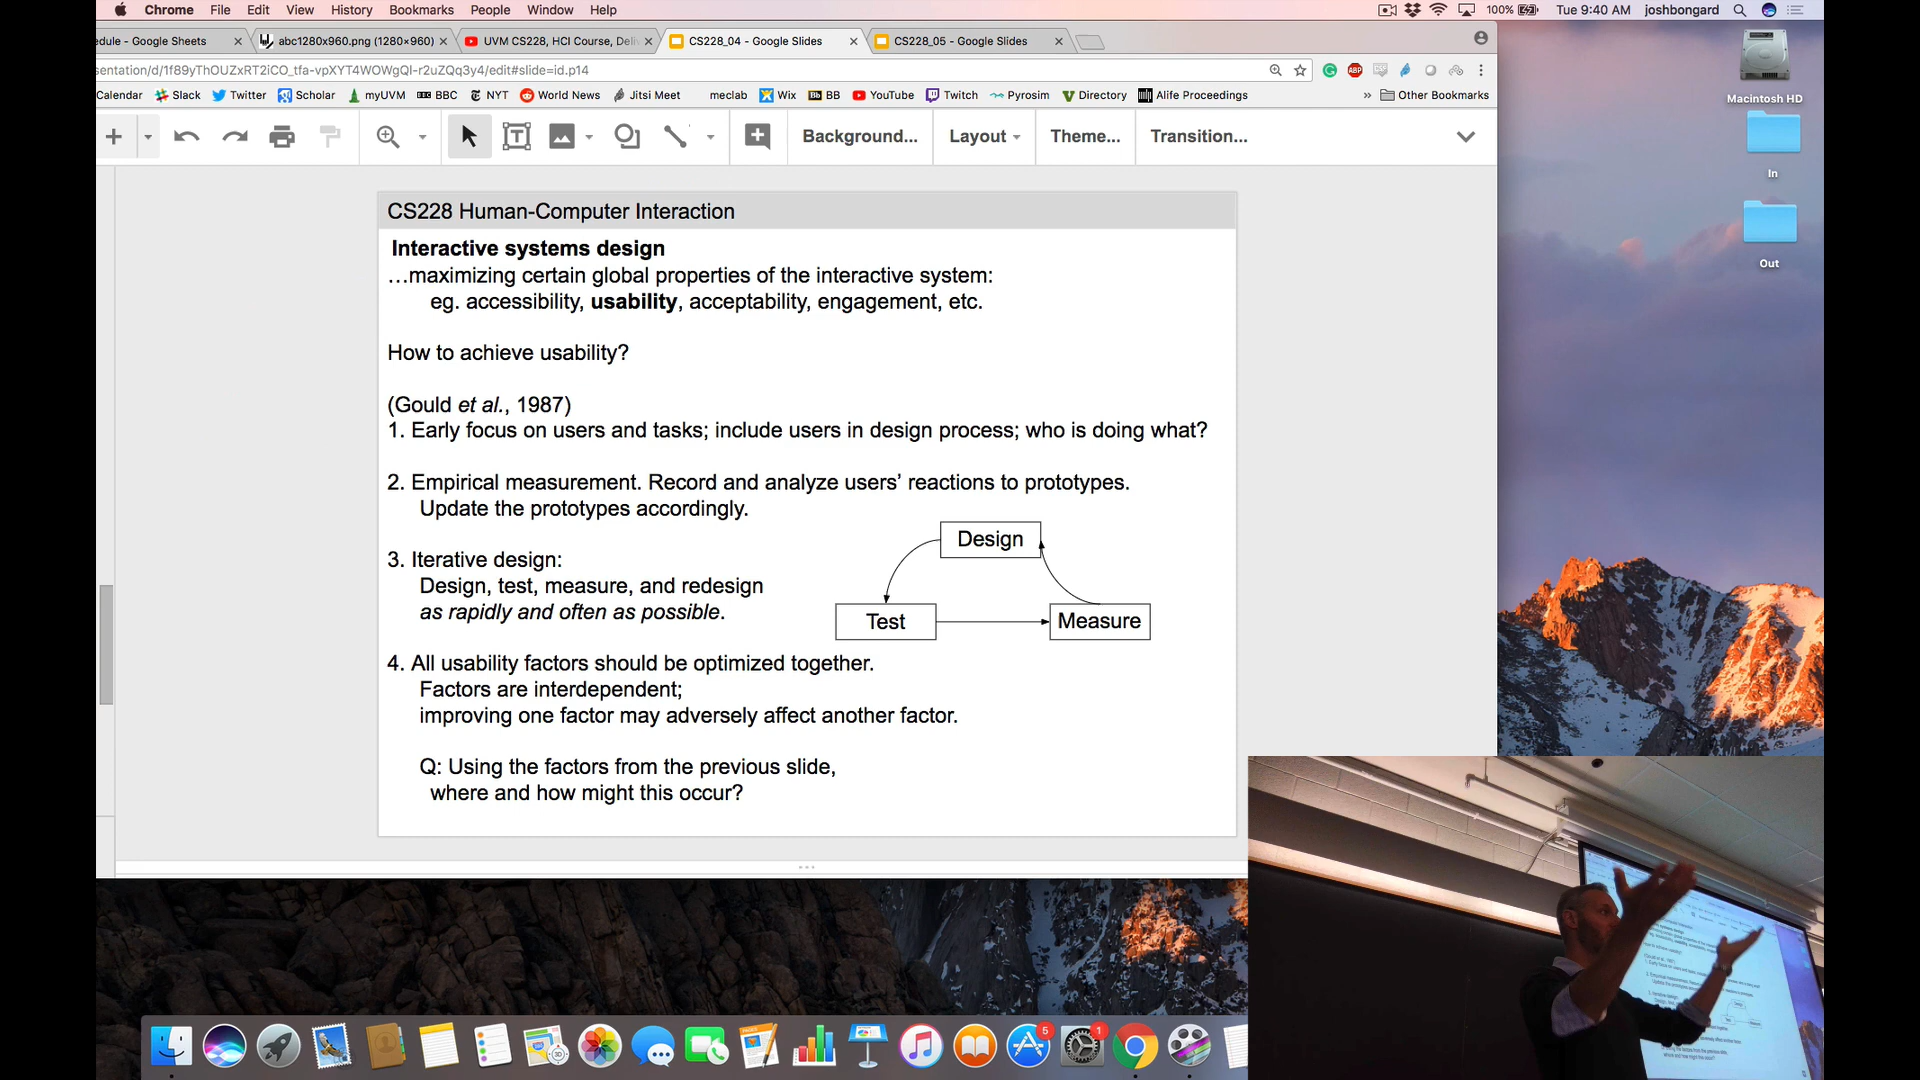 Chrome File Edit View History Bookmarks People Window Help
100% Tue 9:40 AM joshbongard
edule - Google Sheets
abc1280x960.png (1280×960)
UVM CS228, HCI Course, Deli
CS228_04 - Google Slides
CS228_05 - Google Slides
sentation/d/1f89yThOUZxRT2iCO_tfa-vpXYT4WOWgQI-r2uZQq3y4/edit#slide=id.p14
ABP
Calendar Slack Twitter Scholar myUVM BBC NYT World News Jitsi Meet meclab Wix BB YouTube Twitch Pyrosim Directory Alife Proceedings » Other Bookmarks
Background... Layout Theme... Transition...
Macintosh HD
In
Out
CS228 Human-Computer Interaction
Interactive systems design
…maximizing certain global properties of the interactive system:
eg. accessibility, usability, acceptability, engagement, etc.
How to achieve usability?
(Gould et al., 1987)
1. Early focus on users and tasks; include users in design process; who is doing what?
2. Empirical measurement. Record and analyze users’ reactions to prototypes.
Update the prototypes accordingly.
3. Iterative design:
Design, test, measure, and redesign
as rapidly and often as possible.
Design
Test
Measure
4. All usability factors should be optimized together.
Factors are interdependent;
improving one factor may adversely affect another factor.
Q: Using the factors from the previous slide,
where and how might this occur?
5
1